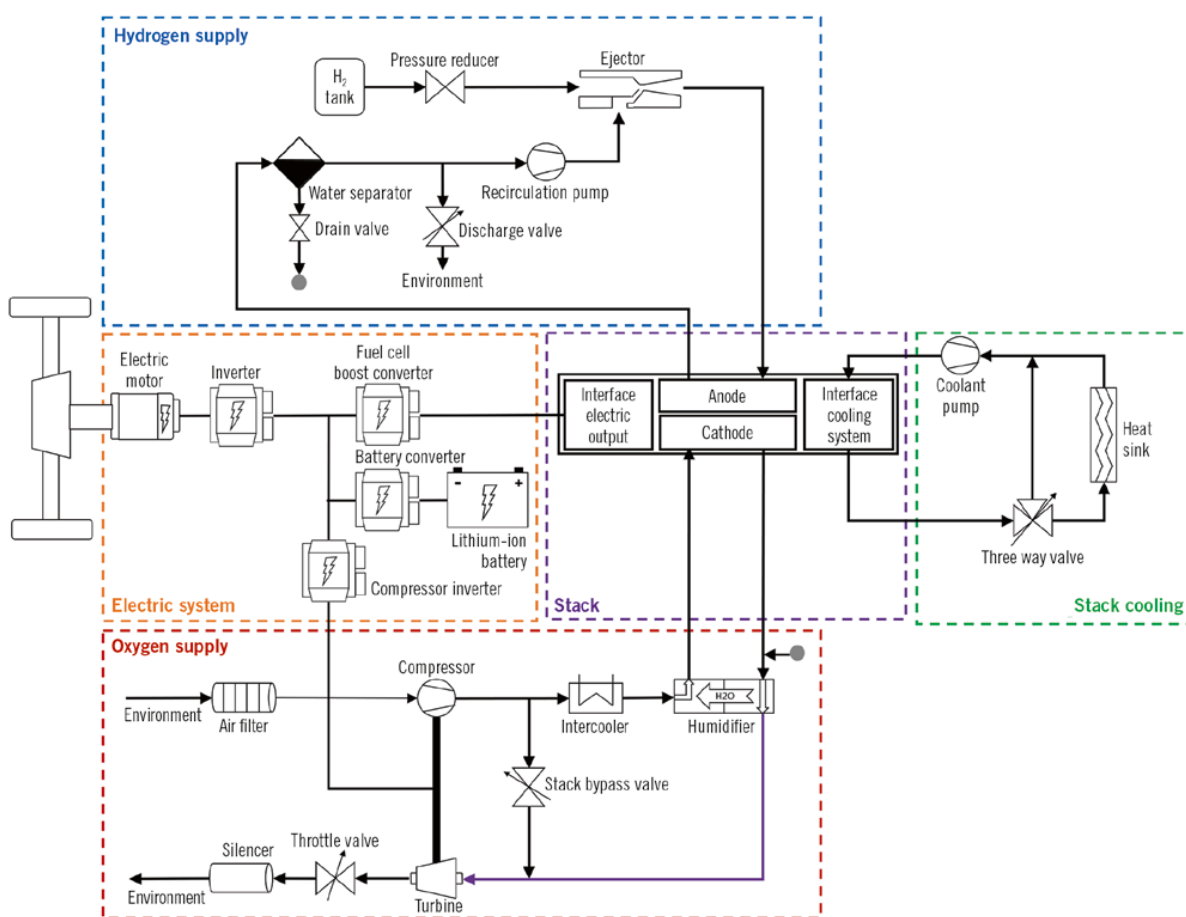 Hydrogen supply
Pressure reducer
Ejector
H2
tank
Water separator
Recirculation pump
Drain valve
Discharge valve
Environment
Electric
motor
Inverter
Fuel cell
boost converter
Battery converter
- +
Lithium-ion
battery
Compressor inverter
Electric system
Interface
electric
output
Anode
Cathode
Interface
cooling
system
Stack
Coolant
pump
Heat
sink
Three way valve
Stack cooling
Oxygen supply
Compressor
Environment
Air filter
Intercooler
H2O
Humidifier
Stack bypass valve
Silencer
Throttle valve
Environment
Turbine